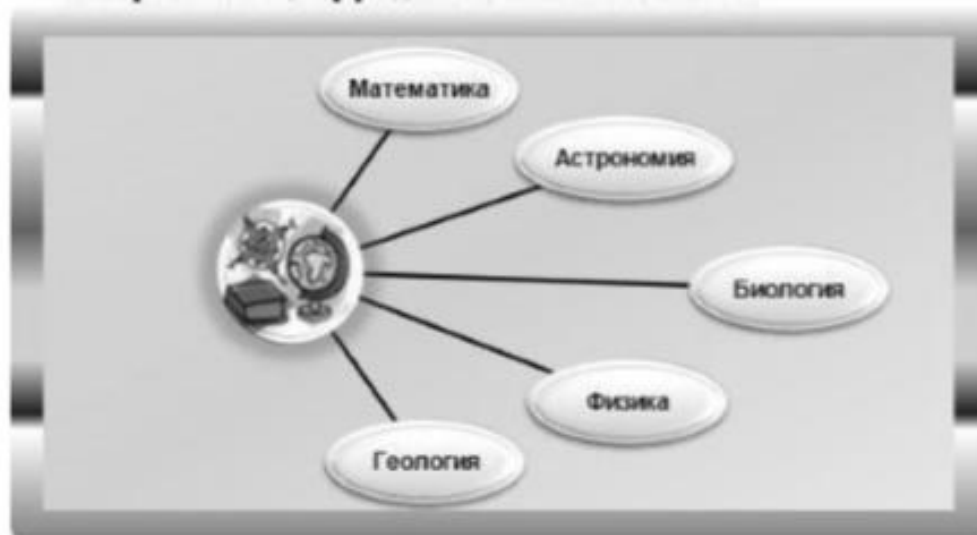 Математика
Астрономия
Биология
Физика
Геология